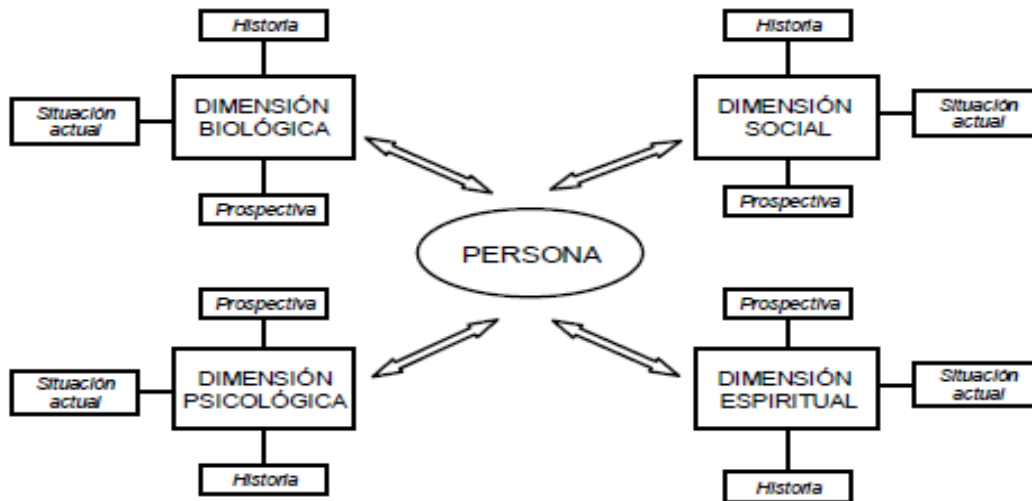 Historia
Situación
actual
DIMENSIÓN
BIOLÓGICA
Prospectiva
Historia
DIMENSIÓN
SOCIAL
Situación
actual
Prospectiva
PERSONA
Prospectiva
Situación
actual
DIMENSIÓN
PSICOLÓGICA
Historia
Prospectiva
DIMENSIÓN
ESPIRITUAL
Situación
actual
Historia